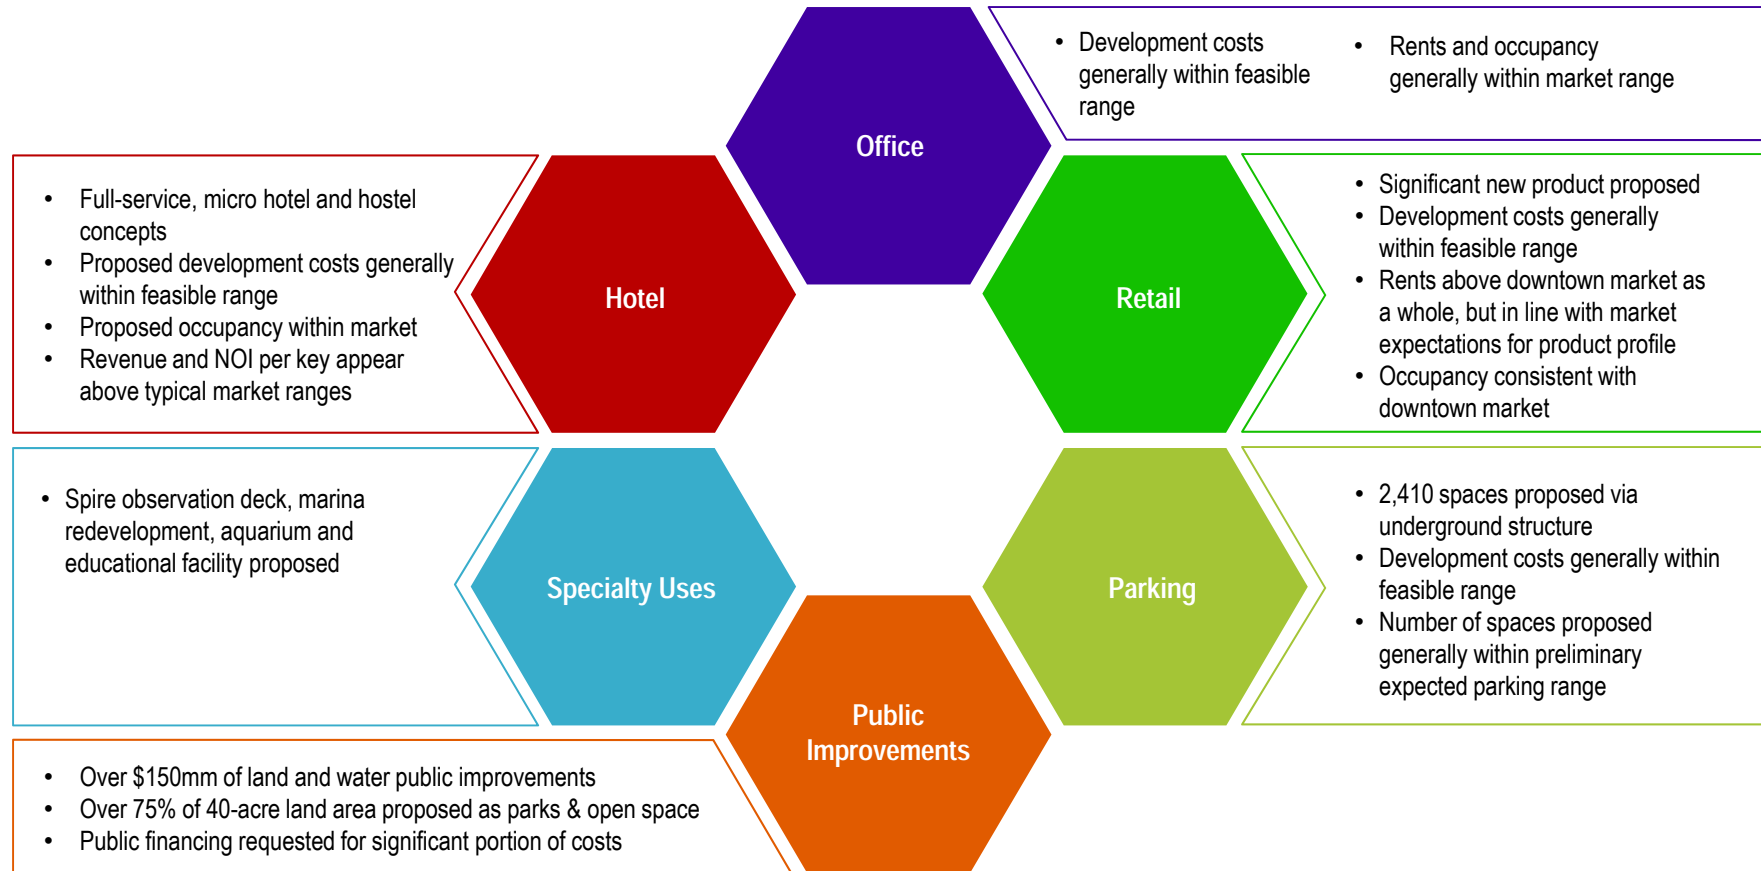 Office
• Development costs
generally within feasible
range
• Rents and occupancy
generally within market range
Hotel
• Full-service, micro hotel and hostel
concepts
• Proposed development costs generally
within feasible range
• Proposed occupancy within market
• Revenue and NOI per key appear
above typical market ranges
Retail
• Significant new product proposed
• Development costs generally
within feasible range
• Rents above downtown market as
a whole, but in line with market
expectations for product profile
• Occupancy consistent with
downtown market
Specialty Uses
• Spire observation deck, marina
redevelopment, aquarium and
educational facility proposed
Parking
• 2,410 spaces proposed via
underground structure
• Development costs generally within
feasible range
• Number of spaces proposed
generally within preliminary
expected parking range
Public
Improvements
• Over $150mm of land and water public improvements
• Over 75% of 40-acre land area proposed as parks & open space
• Public financing requested for significant portion of costs